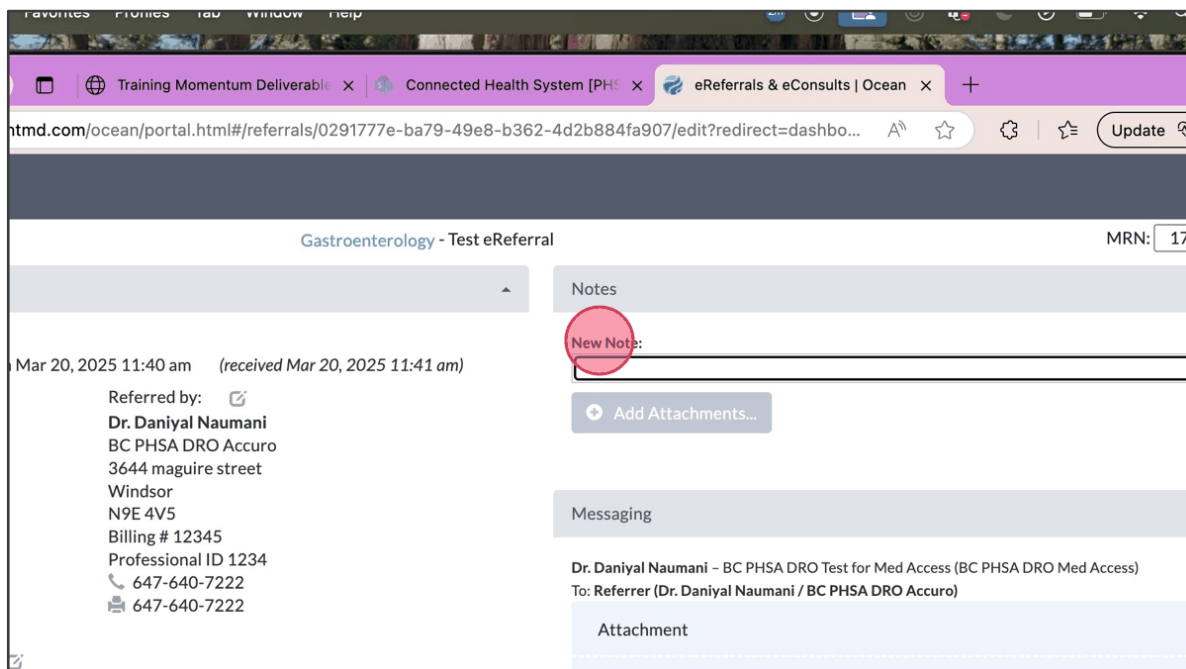 Favorites Profiles Tab Window Help
Training Momentum Deliverable
Connected Health System [PHS
eReferrals & eConsults | Ocean
ntmd.com/ocean/portal.html#/referrals/0291777e-ba79-49e8-b362-4d2b884fa907/edit?redirect=dashbo...
Update
Gastroenterology - Test eReferral
MRN: 17
Notes
New Note:
Mar 20, 2025 11:40 am (received Mar 20, 2025 11:41 am)
Add Attachments...
Referred by:
Dr. Daniyal Naumani
BC PHSA DRO Accuro
3644 maguire street
Windsor
N9E 4V5
Billing # 12345
Professional ID 1234
647-640-7222
647-640-7222
Messaging
Dr. Daniyal Naumani – BC PHSA DRO Test for Med Access (BC PHSA DRO Med Access)
To: Referrer (Dr. Daniyal Naumani / BC PHSA DRO Accuro)
Attachment